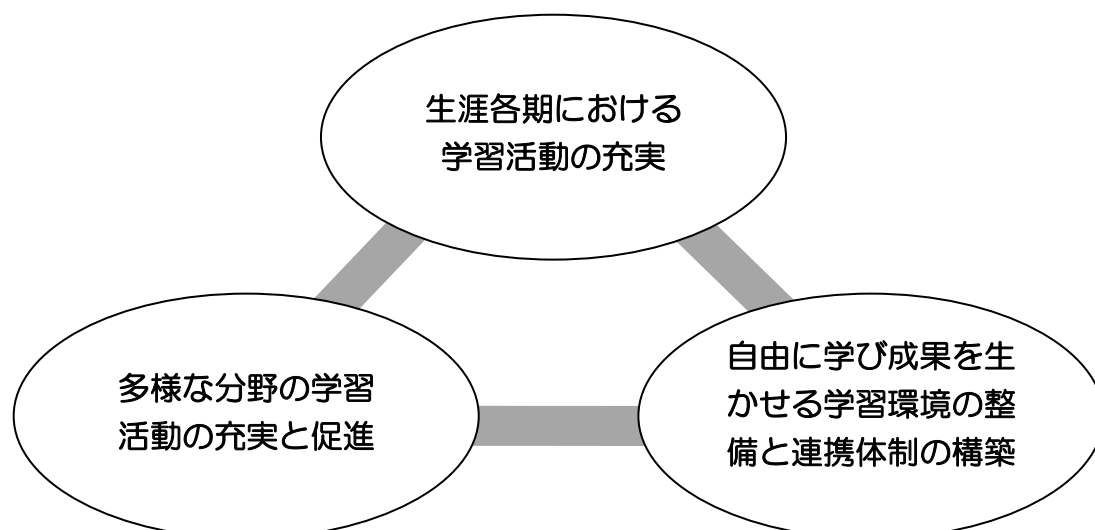 生涯各期における
学習活動の充実
多様な分野の学習
活動の充実と促進
自由に学び成果を生
かせる学習環境の整
備と連携体制の構築